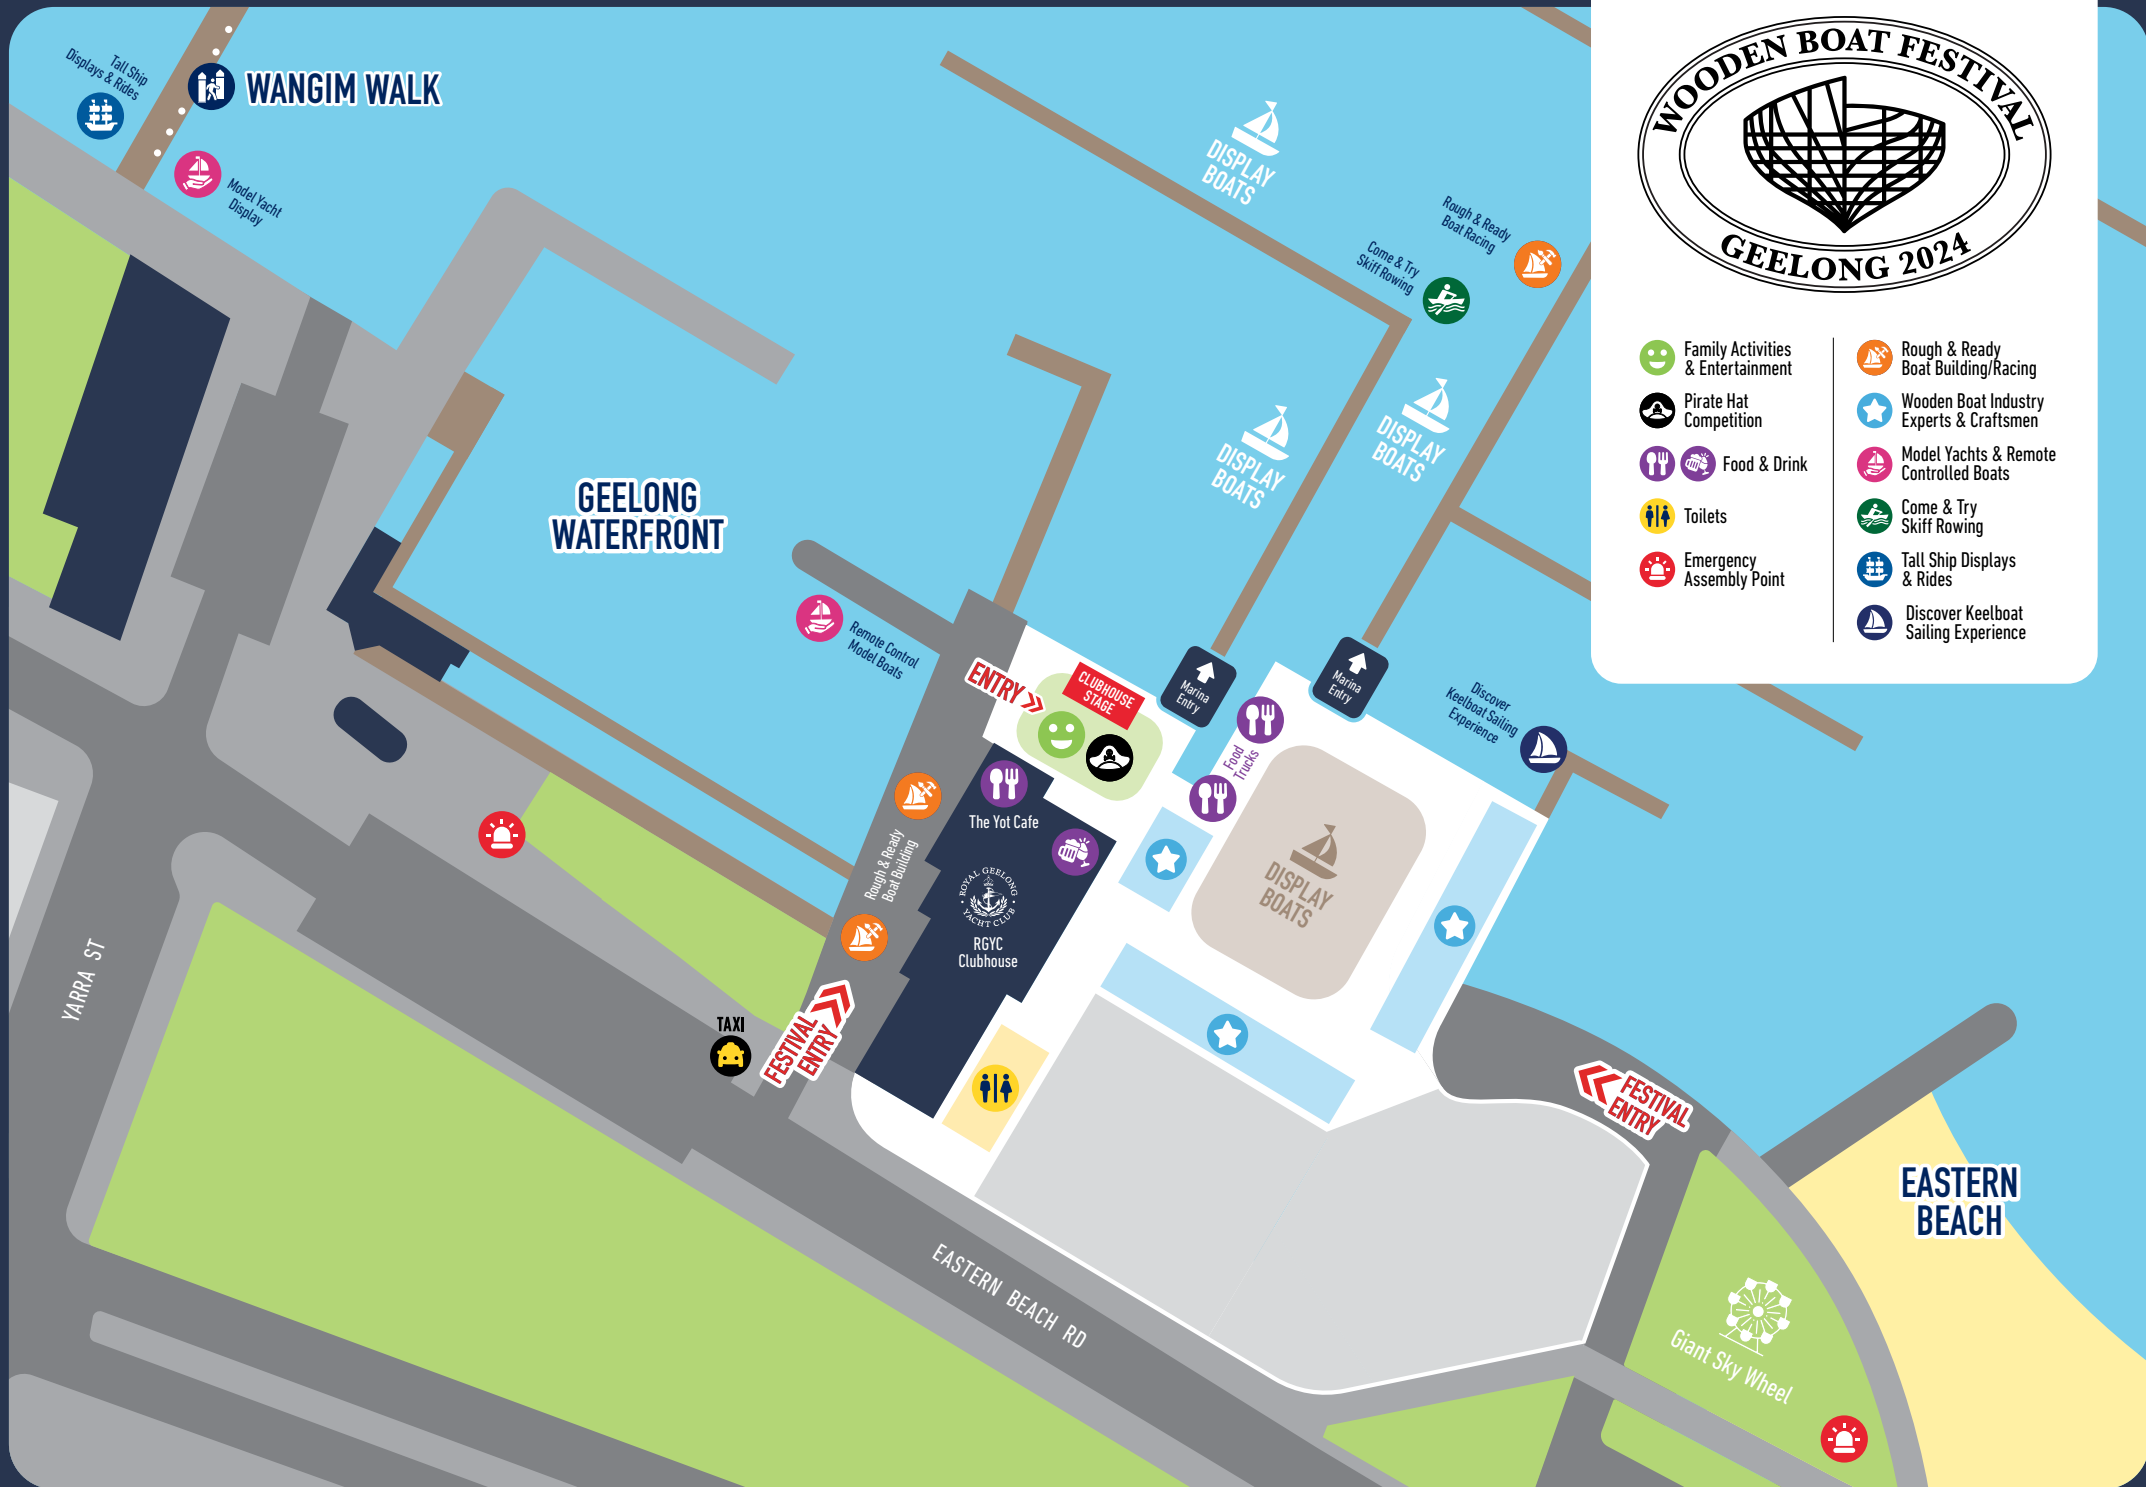 Tall Ship
Displays & Rides
WANGIM WALK
Model Yacht
Display
DISPLAY
BOATS
Rough & Ready
Boat Racing
Come & Try
Skiff Rowing
DISPLAY
BOATS
DISPLAY
BOATS
GEELONG
WATERFRONT
Remote Control
Model Boats
ENTRY
CLUBHOUSE
STAGE
Marina
Entry
Marina
Entry
Discover
Keelboat Sailing
Experience
Food
Trucks
The Yot Cafe
Rough & Ready
Boat Building
ROYAL GEELONG
YACHT CLUB
RGYC
Clubhouse
DISPLAY
BOATS
YARRA ST
TAXI
FESTIVAL
ENTRY
FESTIVAL
ENTRY
EASTERN
BEACH
EASTERN BEACH RD
Giant Sky Wheel
WOODEN BOAT FESTIVAL
GEELONG 2024
Family Activities
& Entertainment
Pirate Hat
Competition
Food & Drink
Toilets
Emergency
Assembly Point
Rough & Ready
Boat Building/Racing
Wooden Boat Industry
Experts & Craftsmen
Model Yachts & Remote
Controlled Boats
Come & Try
Skiff Rowing
Tall Ship Displays
& Rides
Discover Keelboat
Sailing Experience